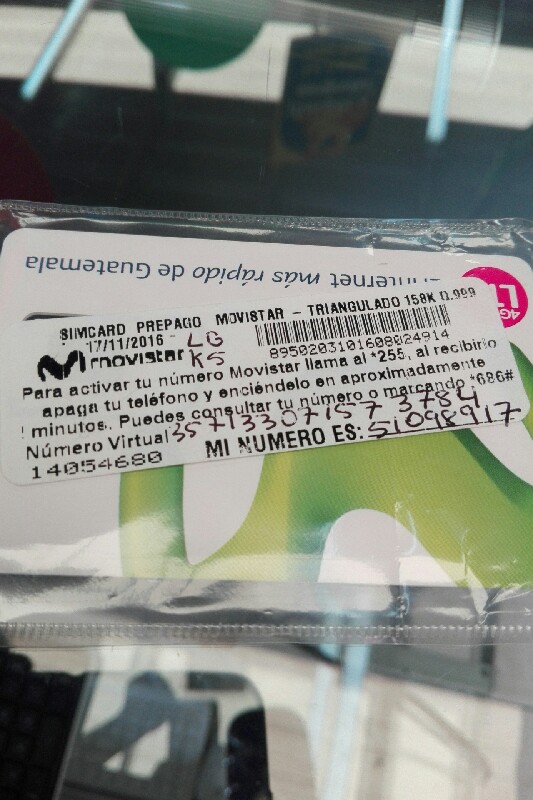 internet más rápido de Guatemala
4G
SIMCARD PREPAGO MOVISTAR - TRIANGULADO 158K 0.999
17/11/2016 - LG
K5
movistar
8950203101608024914
Para activar tu número Movistar llama al *255, al recibirlo
apaga tu teléfono y enciéndelo en aproximadamente
minutos. Puedes consultar tu número o marcando *686#
Número Virtual 357133071573784
MI NUMERO ES: 51098917
14054680